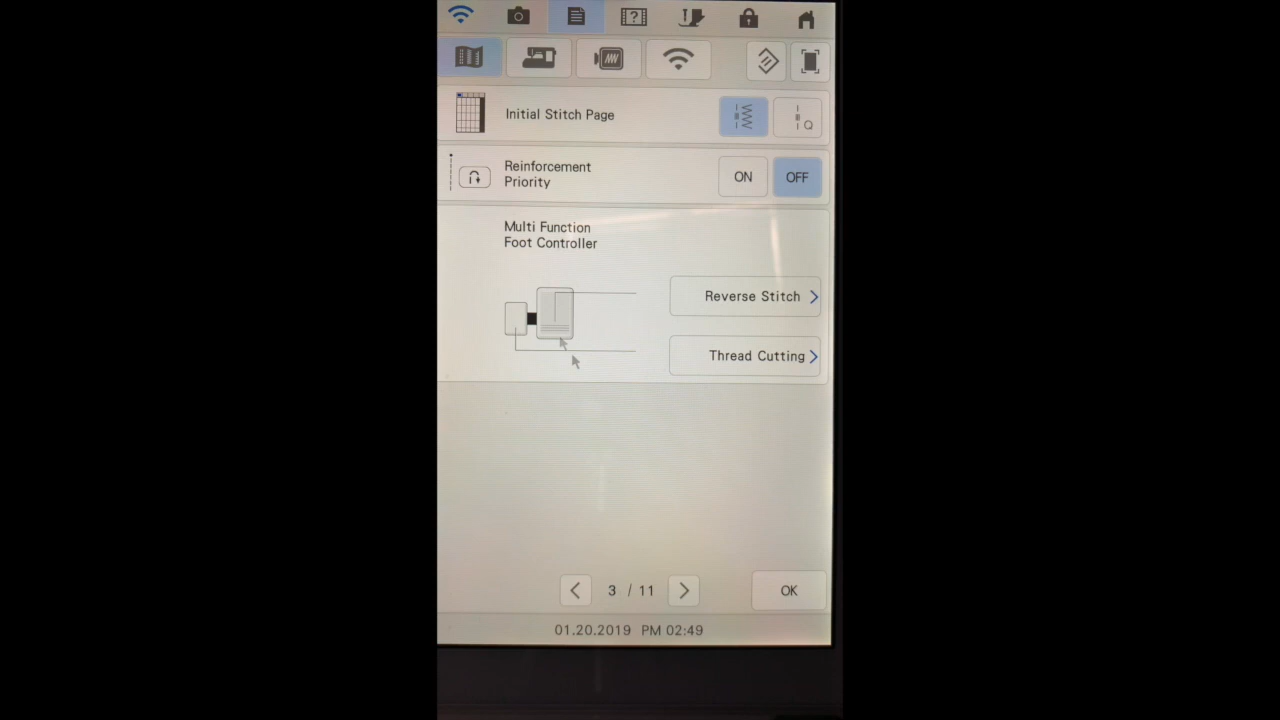 ?
Initial Stitch Page
Q
Reinforcement
Priority
ON
OFF
Multi Function
Foot Controller
Reverse Stitch
Thread Cutting
3 / 11
OK
01.20.2019 PM 02:49